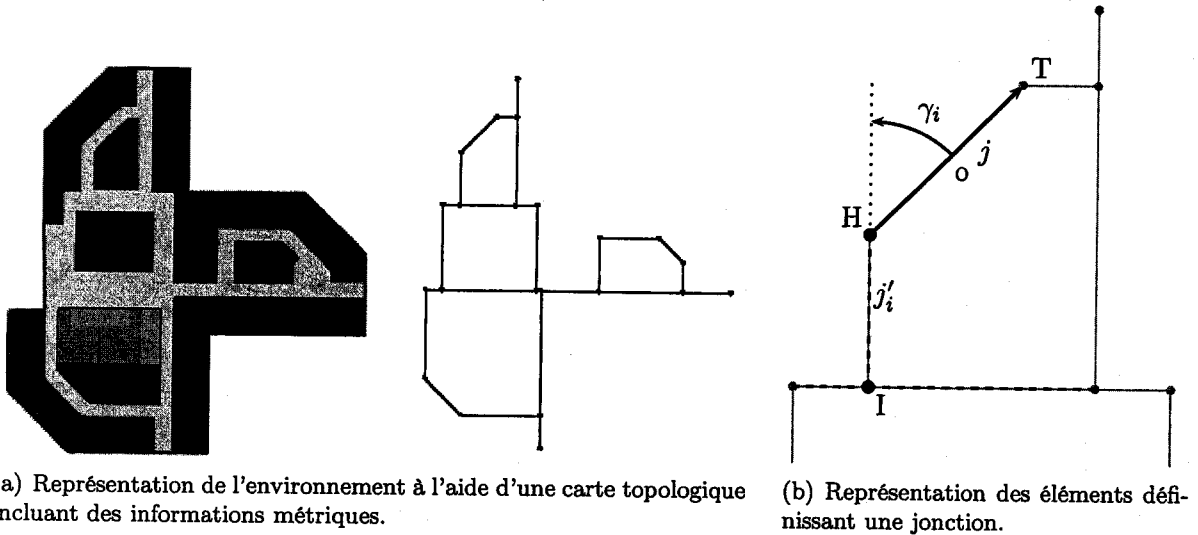 T
γi
j
o
H
j′i
I
a) Représentation de l'environnement à l'aide d'une carte topologique
ncluant des informations métriques.
(b) Représentation des éléments défi-
nissant une jonction.